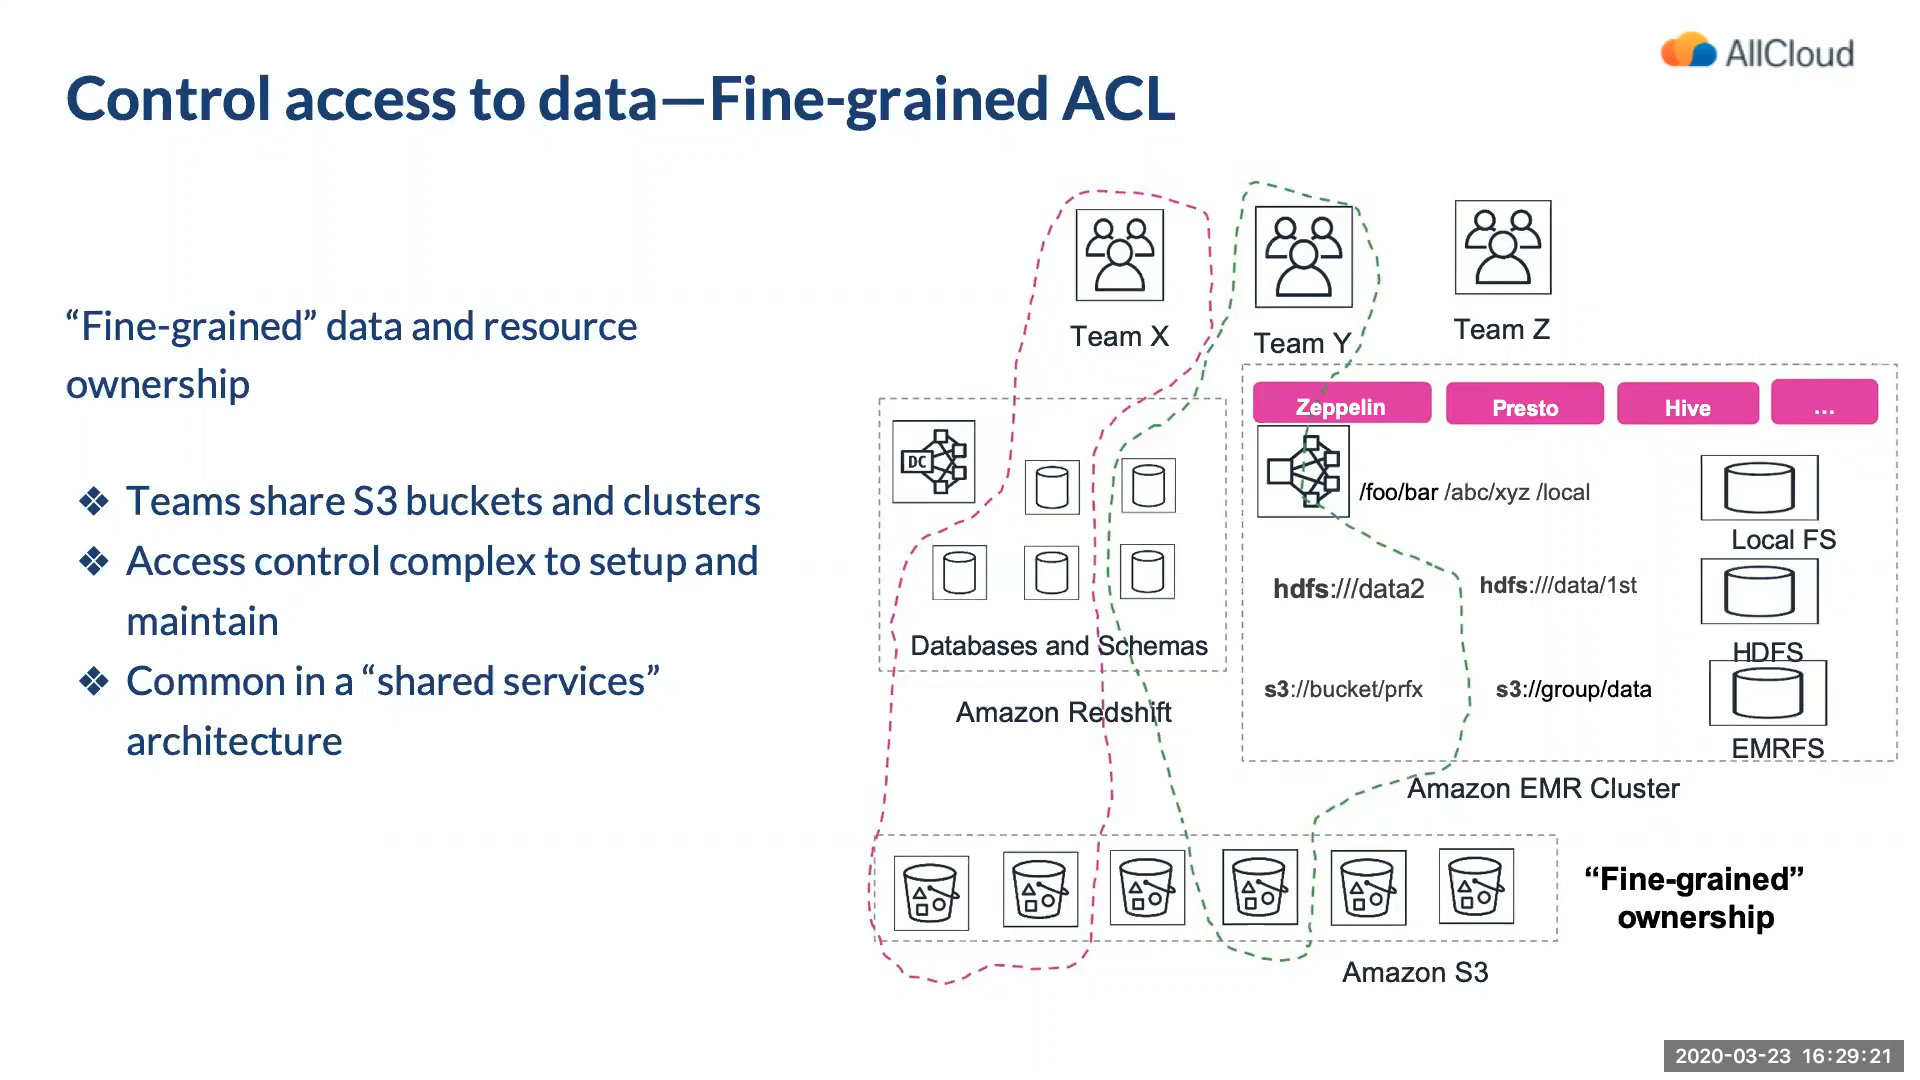 AllCloud
Control access to data—Fine-grained ACL
“Fine-grained” data and resource
ownership
❖ Teams share S3 buckets and clusters
❖ Access control complex to setup and
maintain
❖ Common in a “shared services”
architecture
Team X
Team Y
Team Z
DC
Databases and Schemas
Amazon Redshift
Zeppelin
Presto
Hive
...
/foo/bar /abc/xyz /local
Local FS
hdfs:///data2
hdfs:///data/1st
HDFS
s3://bucket/prfx
s3://group/data
EMRFS
Amazon EMR Cluster
“Fine-grained”
ownership
Amazon S3
2020-03-23 16:29:21